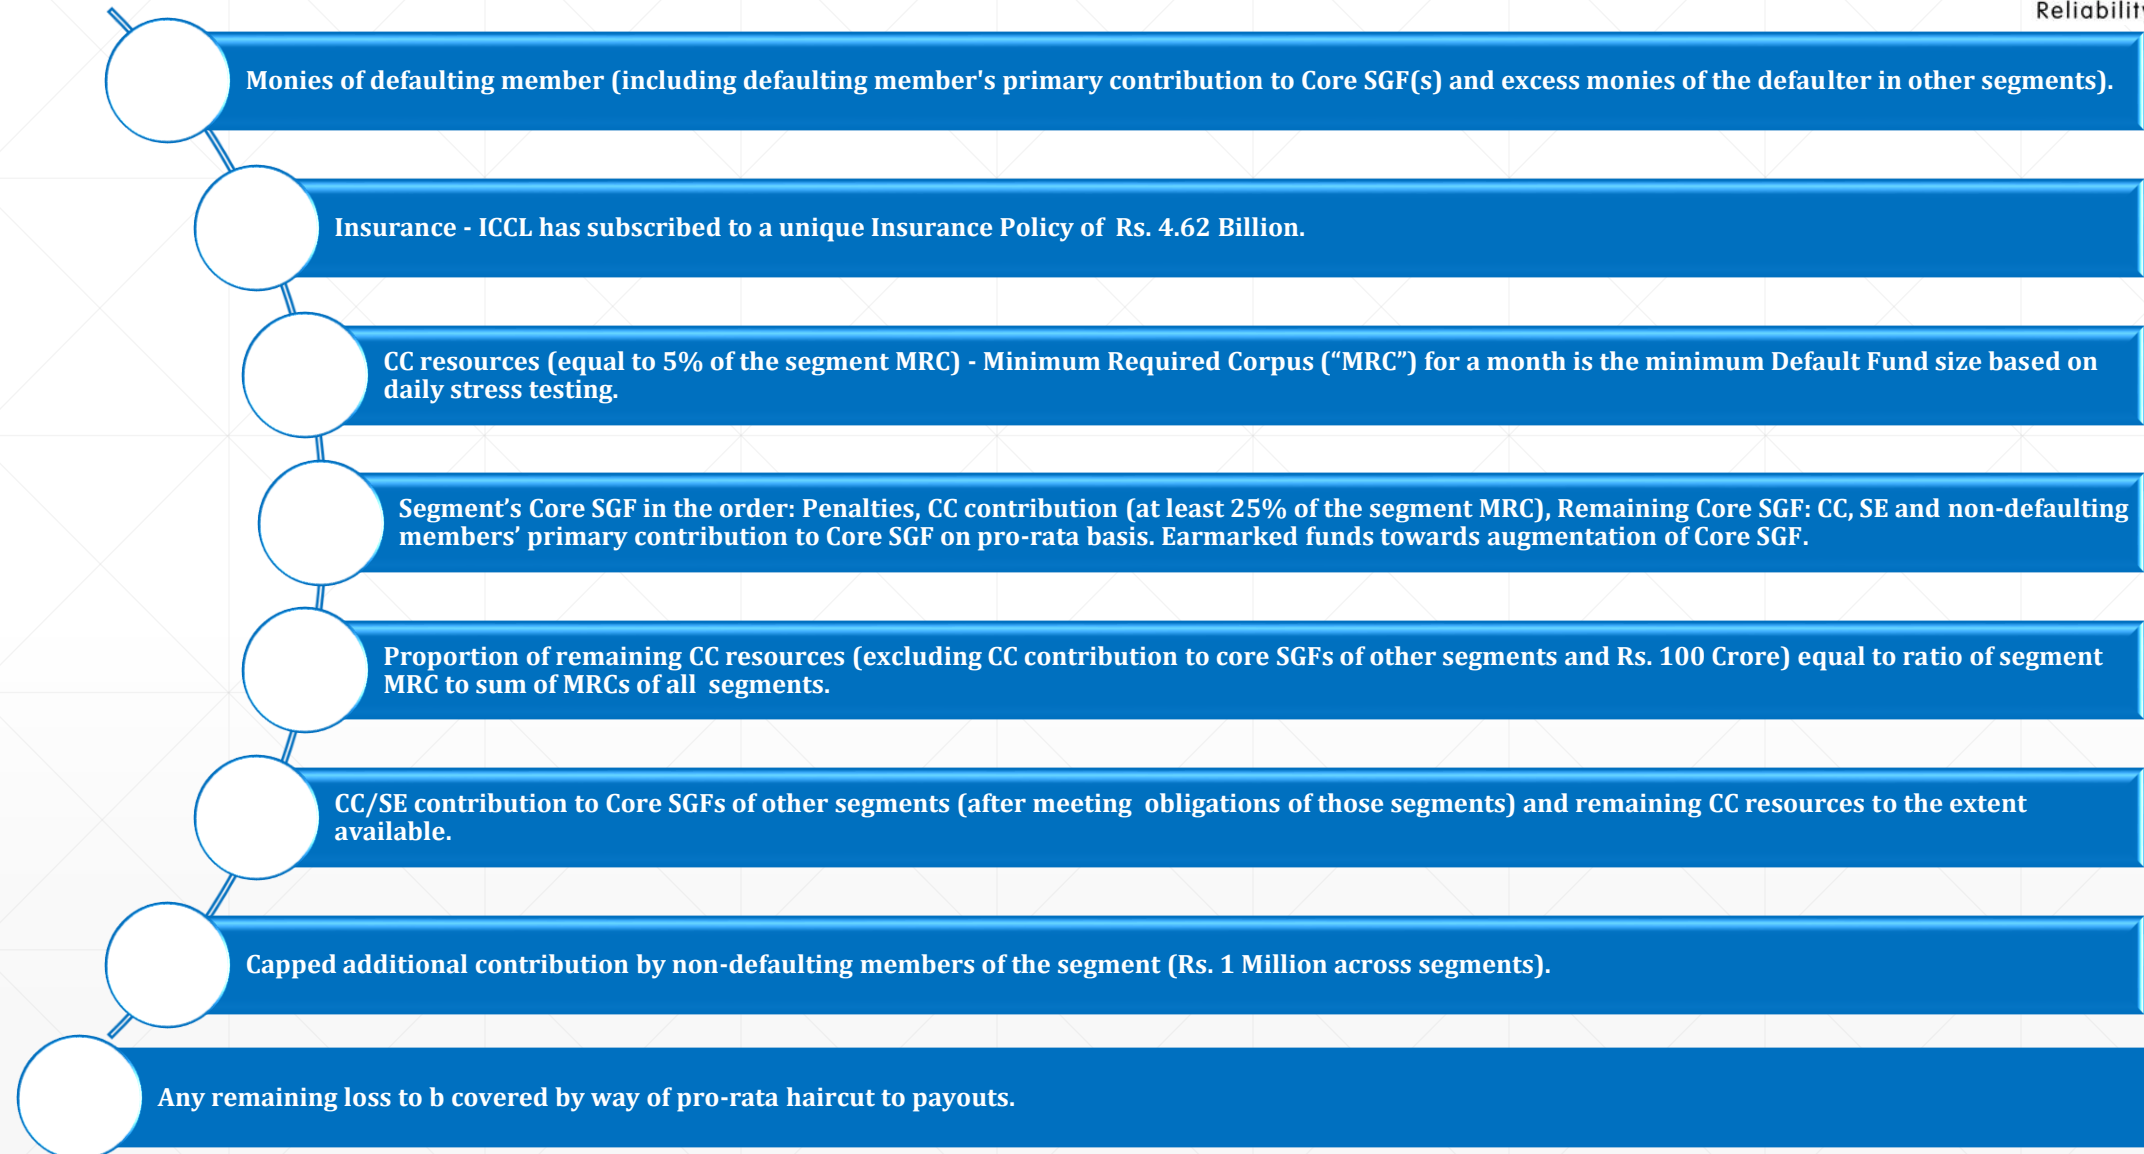 Reliability
Monies of defaulting member (including defaulting member's primary contribution to Core SGF(s) and excess monies of the defaulter in other segments).
Insurance - ICCL has subscribed to a unique Insurance Policy of Rs. 4.62 Billion.
CC resources (equal to 5% of the segment MRC) - Minimum Required Corpus (“MRC”) for a month is the minimum Default Fund size based on
daily stress testing.
Segment’s Core SGF in the order: Penalties, CC contribution (at least 25% of the segment MRC), Remaining Core SGF: CC, SE and non-defaulting
members’ primary contribution to Core SGF on pro-rata basis. Earmarked funds towards augmentation of Core SGF.
Proportion of remaining CC resources (excluding CC contribution to core SGFs of other segments and Rs. 100 Crore) equal to ratio of segment
MRC to sum of MRCs of all segments.
CC/SE contribution to Core SGFs of other segments (after meeting obligations of those segments) and remaining CC resources to the extent
available.
Capped additional contribution by non-defaulting members of the segment (Rs. 1 Million across segments).
Any remaining loss to b covered by way of pro-rata haircut to payouts.